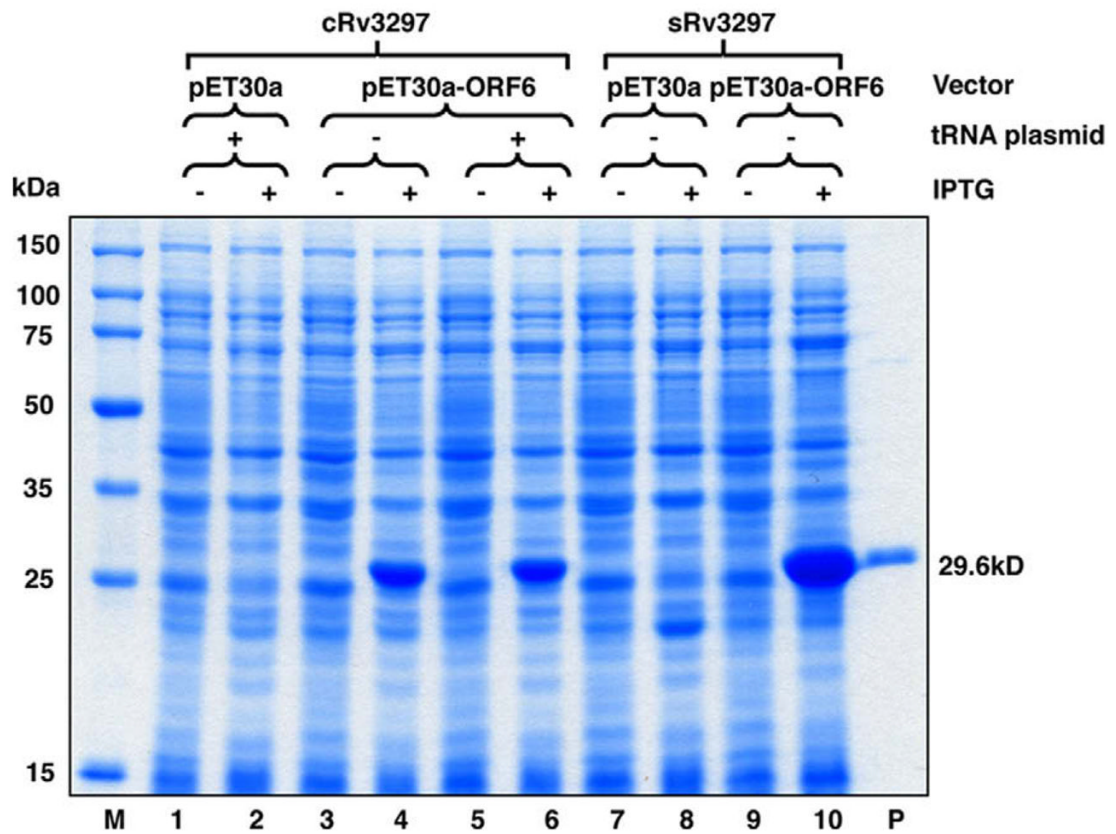 cRv3297 sRv3297
pET30a pET30a-ORF6 pET30a pET30a-ORF6 Vector
+ - + - - tRNA plasmid
kDa - + - + - + - + - + IPTG
150
100
75
50
35
25 29.6kD
15
M 1 2 3 4 5 6 7 8 9 10 P